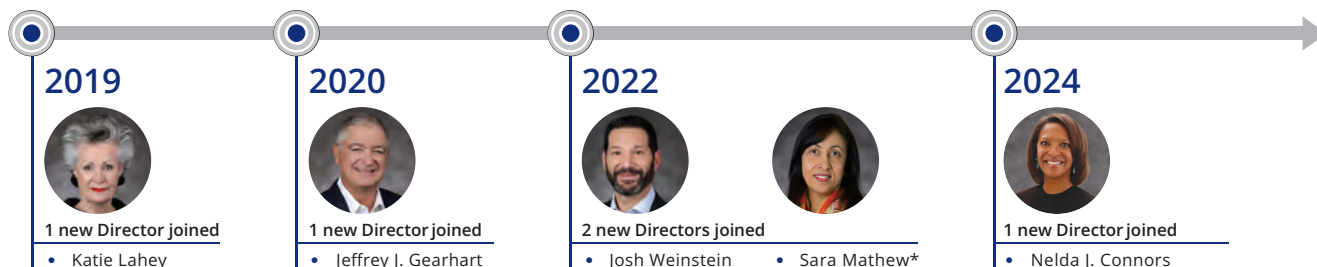 2019
1 new Director joined
• Katie Lahey
2020
1 new Director joined
• Jeffrey J. Gearhart
2022
2 new Directors joined
• Josh Weinstein
• Sara Mathew*
2024
1 new Director joined
• Nelda J. Connors